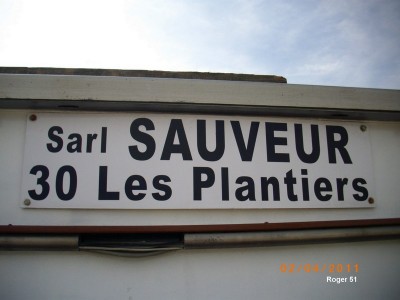 Sarl SAUVEUR
30 Les Plantiers
Roger 51